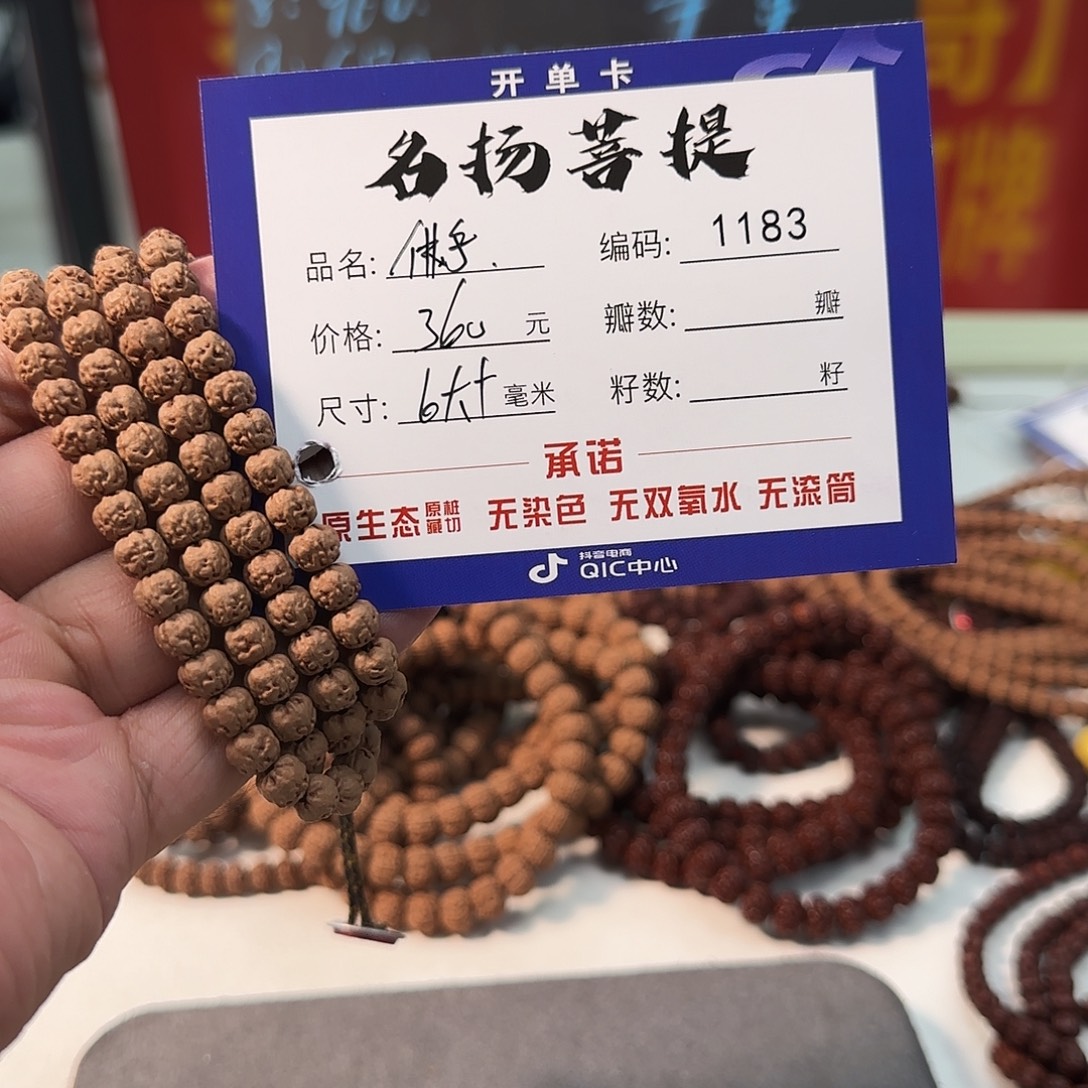 开单卡
名扬菩提
品名: 佛手.
编码: 1183
价格: 360 元
瓣数: 瓣
尺寸: 6大+ 毫米
籽数: 籽
承诺
原生态 原桩藏切 无染色 无双氧水 无滚筒
抖音电商
QIC中心
哥
牌